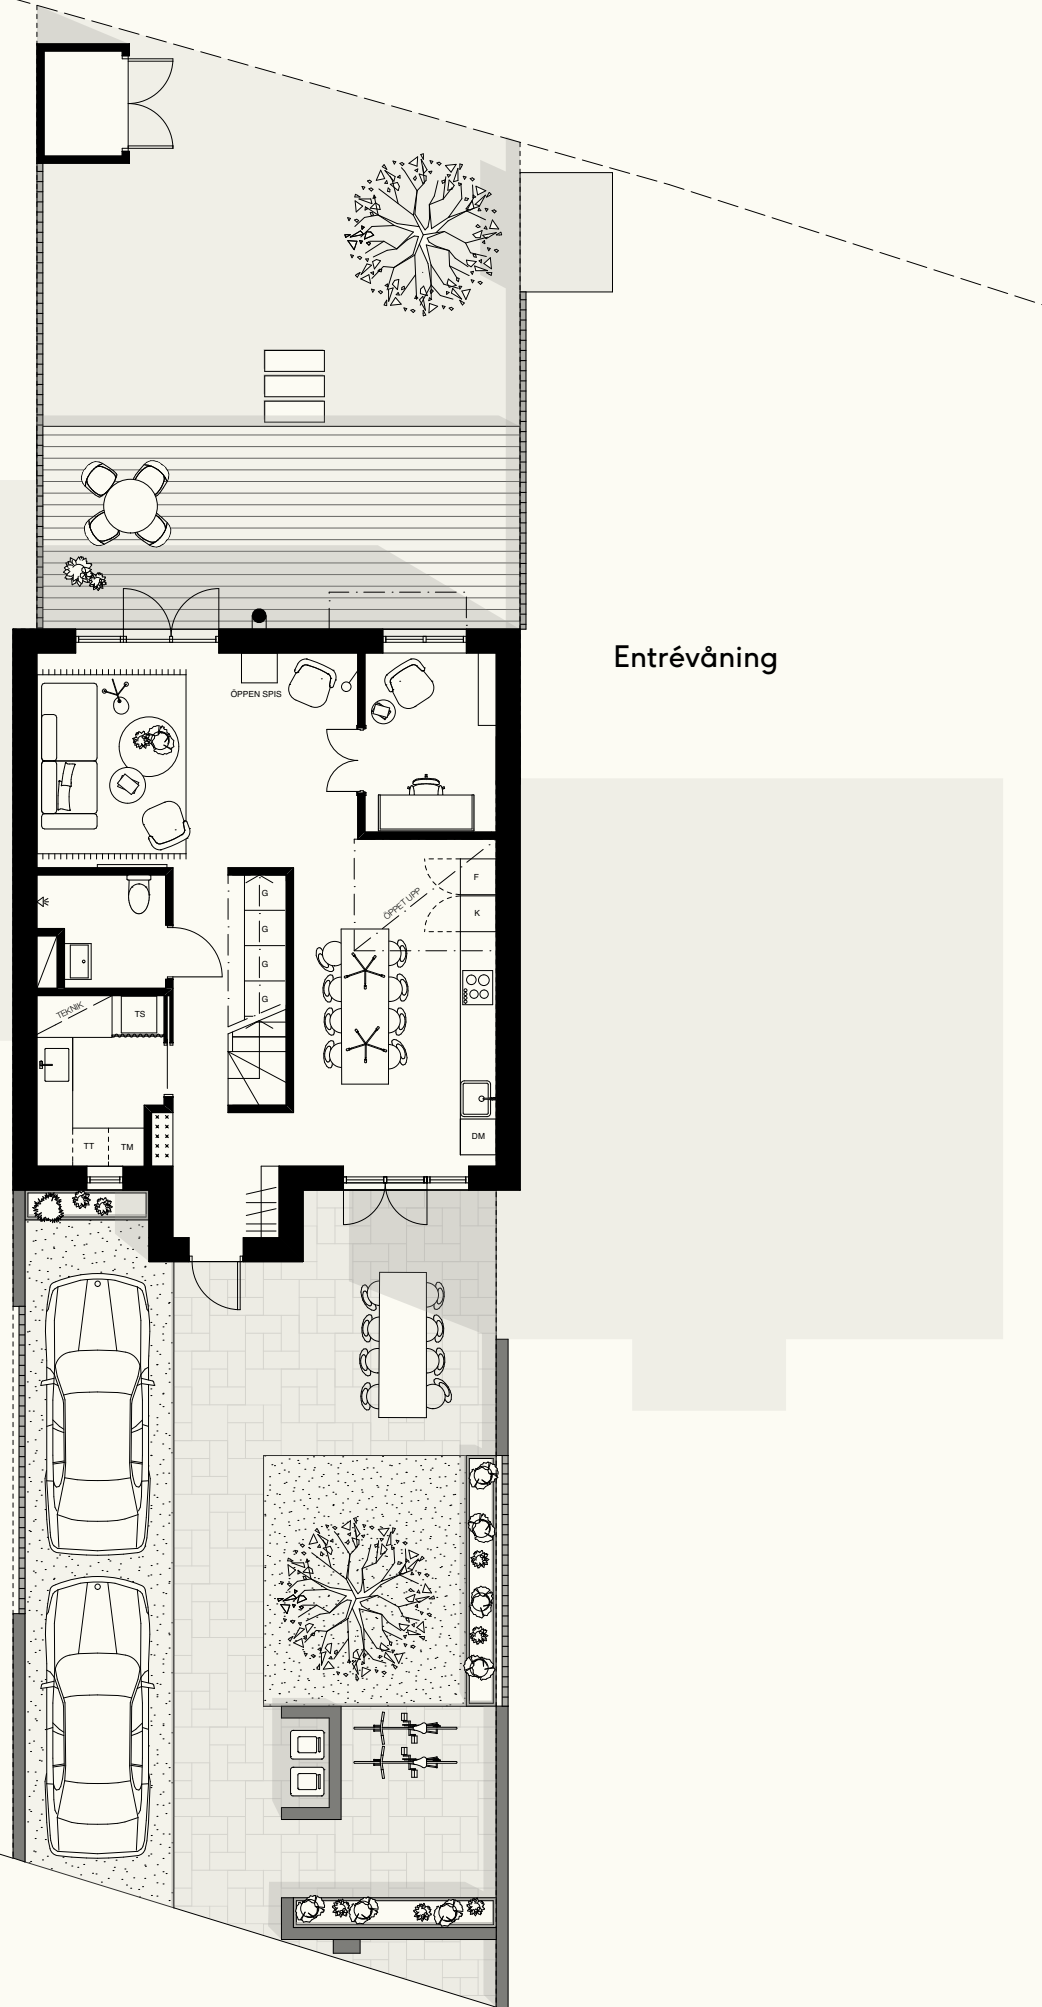 Entrévåning
ÖPPEN SPIS
F
ÖPPET UPP
K
G
G
G
G
TEKNIK
TS
TT
TM
DM